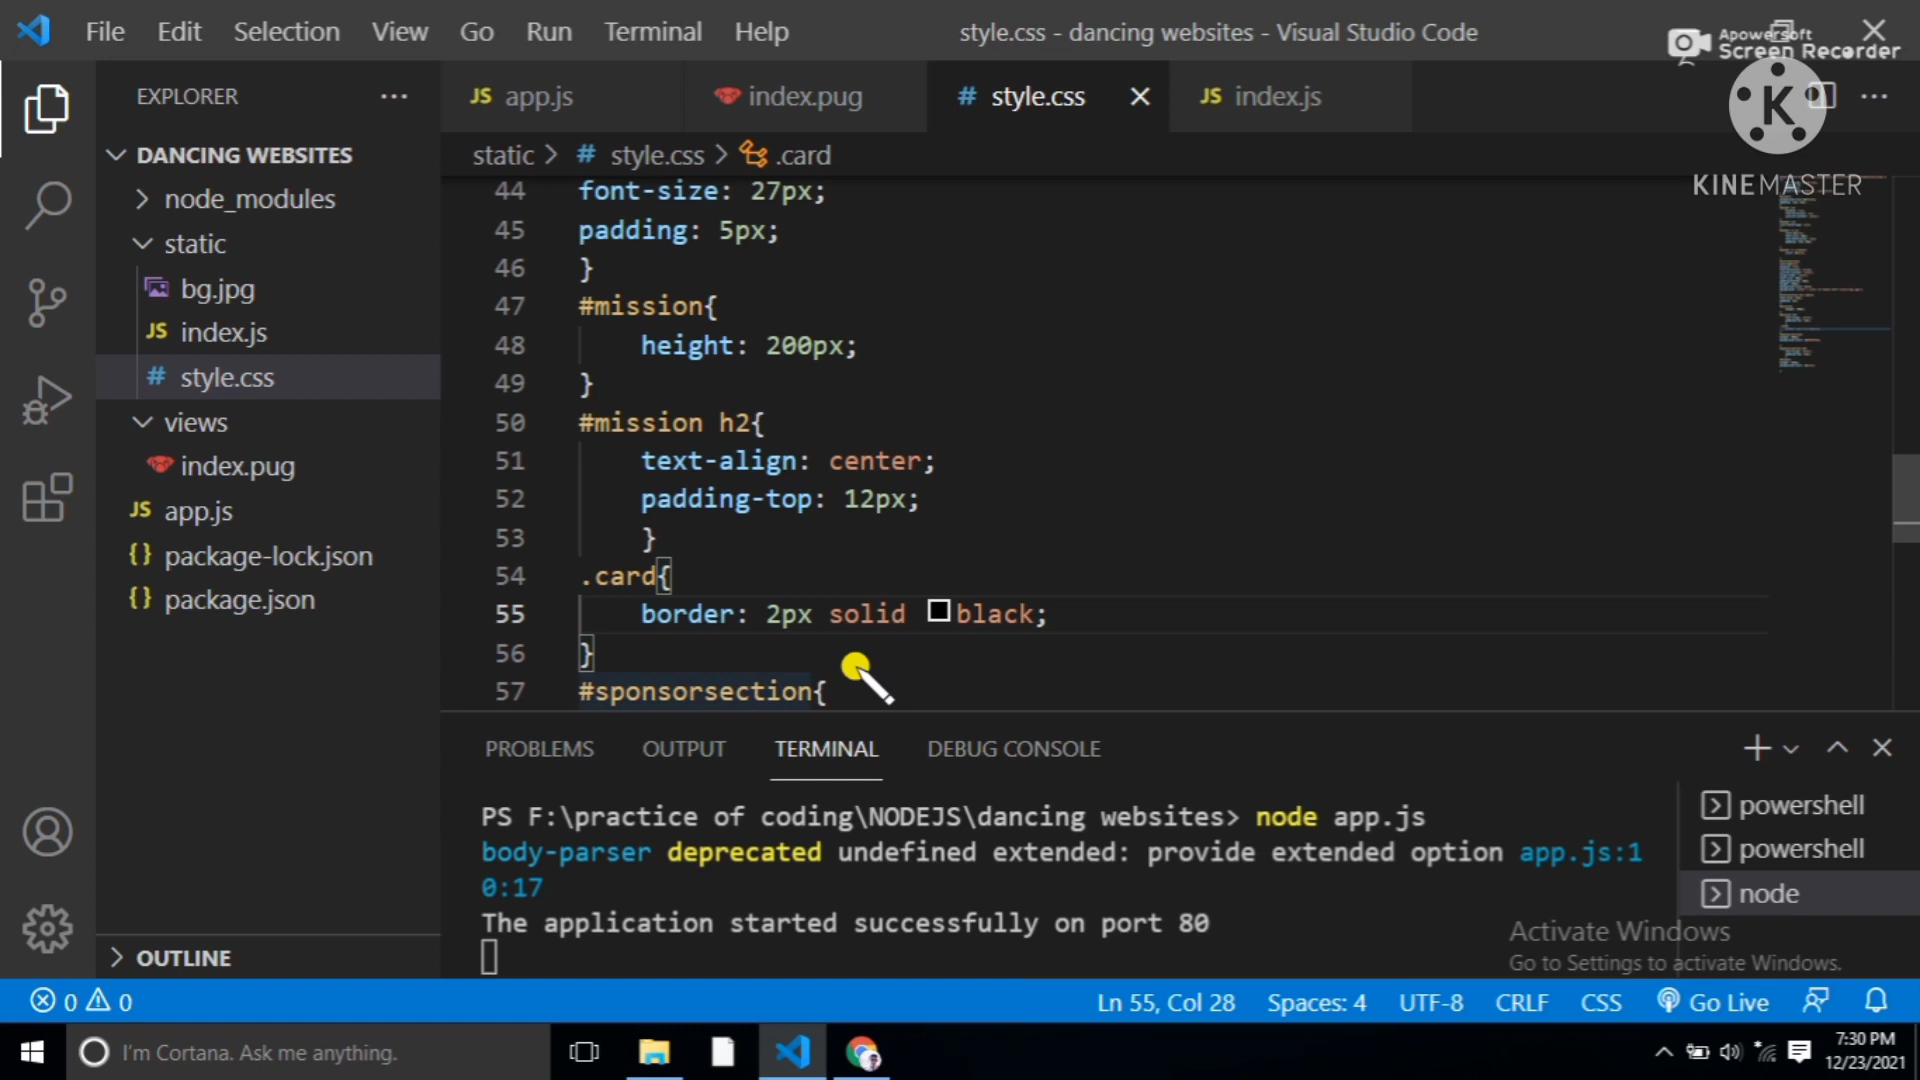 File Edit Selection View Go Run Terminal Help
style.css - dancing websites - Visual Studio Code
Apowersoft
Screen Recorder
KINEMASTER
EXPLORER
DANCING WEBSITES
node_modules
static
bg.jpg
JS index.js
# style.css
views
index.pug
JS app.js
{} package-lock.json
{} package.json
OUTLINE
JS app.js
index.pug
# style.css
JS index.js
static > # style.css > .card
44 font-size: 27px;
45 padding: 5px;
46 }
47 #mission{
48 height: 200px;
49 }
50 #mission h2{
51 text-align: center;
52 padding-top: 12px;
53 }
54 .card{
55 border: 2px solid black;
56 }
57 #sponsorsection{
PROBLEMS OUTPUT TERMINAL DEBUG CONSOLE
PS F:\practice of coding\NODEJS\dancing websites> node app.js
body-parser deprecated undefined extended: provide extended option app.js:1
0:17
The application started successfully on port 80
powershell
powershell
node
Activate Windows
Go to Settings to activate Windows.
0 0
Ln 55, Col 28 Spaces: 4 UTF-8 CRLF CSS Go Live
I'm Cortana. Ask me anything.
7:30 PM
12/23/2021